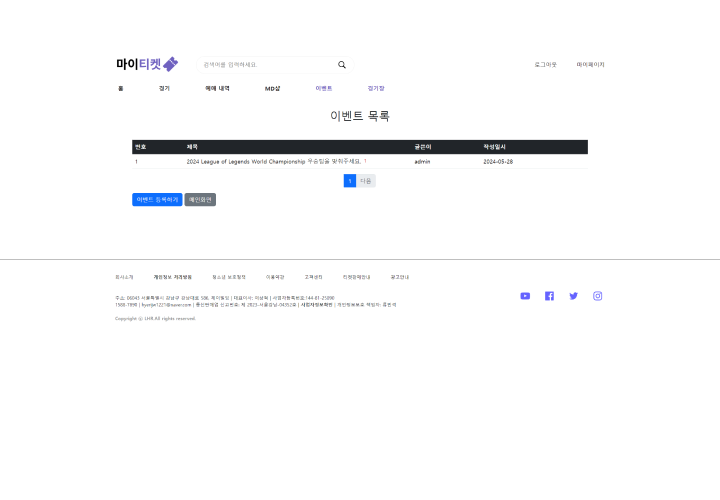 마이티켓
검색어를 입력하세요.
로그아웃 마이페이지
홈 경기 예매 내역 MD샵 이벤트 경기장
이벤트 목록
번호 제목 글쓴이 작성일시
1 2024 League of Legends World Championship 우승팀을 맞춰주세요. 1 admin 2024-05-28
1 다음
이벤트 등록하기 메인화면
회사소개 개인정보 처리방침 청소년 보호정책 이용약관 고객센터 티켓판매안내 광고안내
주소: 06043 서울특별시 강남구 강남대로 586, 제이빌딩 | 대표이사: 이상혁 | 사업자등록번호:144-81-25090
1588-7890 | hyenjin1221@naver.com | 통신판매업 신고번호: 제 2023-서울강남-04352호 | 사업자정보확인 | 개인정보보호 책임자:
Copyright ⓒ LHR All rights reserved.